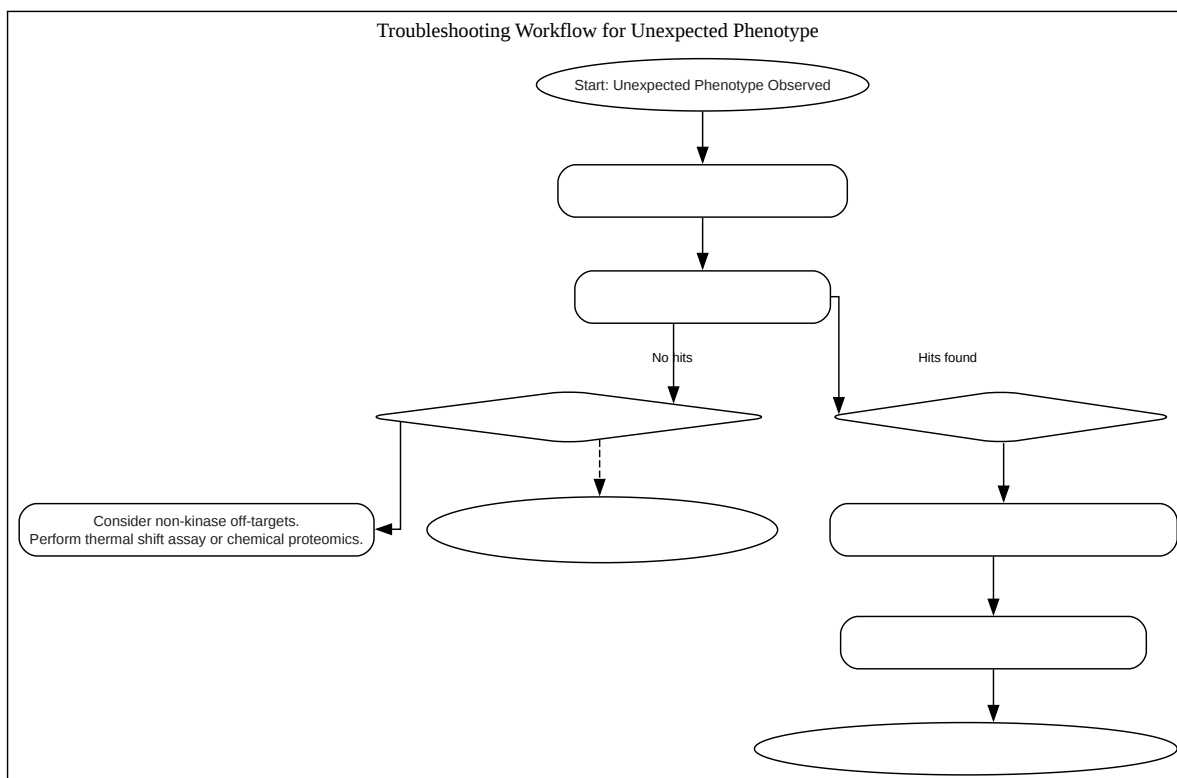 Troubleshooting Workflow for Unexpected Phenotype
Start: Unexpected Phenotype Observed
No hits
Hits found
Consider non-kinase off-targets.
Perform thermal shift assay or chemical proteomics.